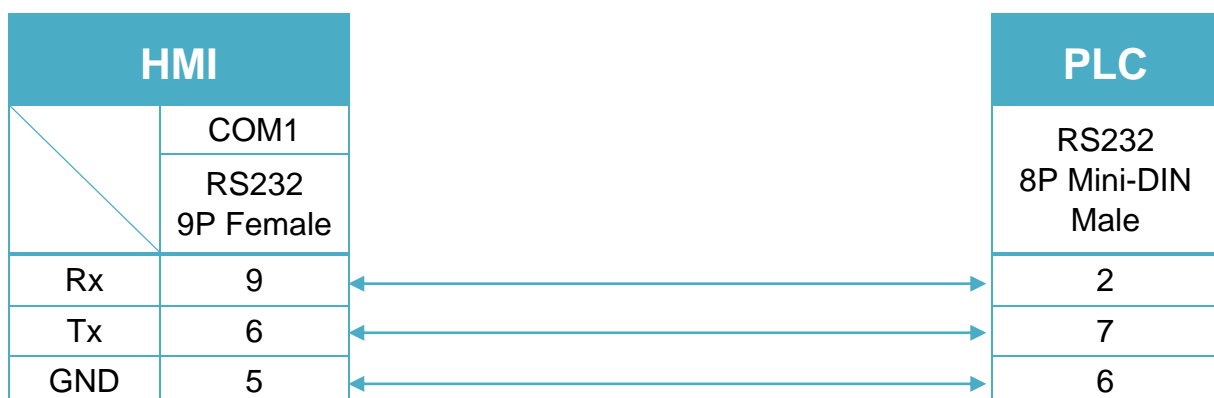 HMI
PLC
COM1
RS232
9P Female
RS232
8P Mini-DIN
Male
Rx 9 2
Tx 6 7
GND 5 6